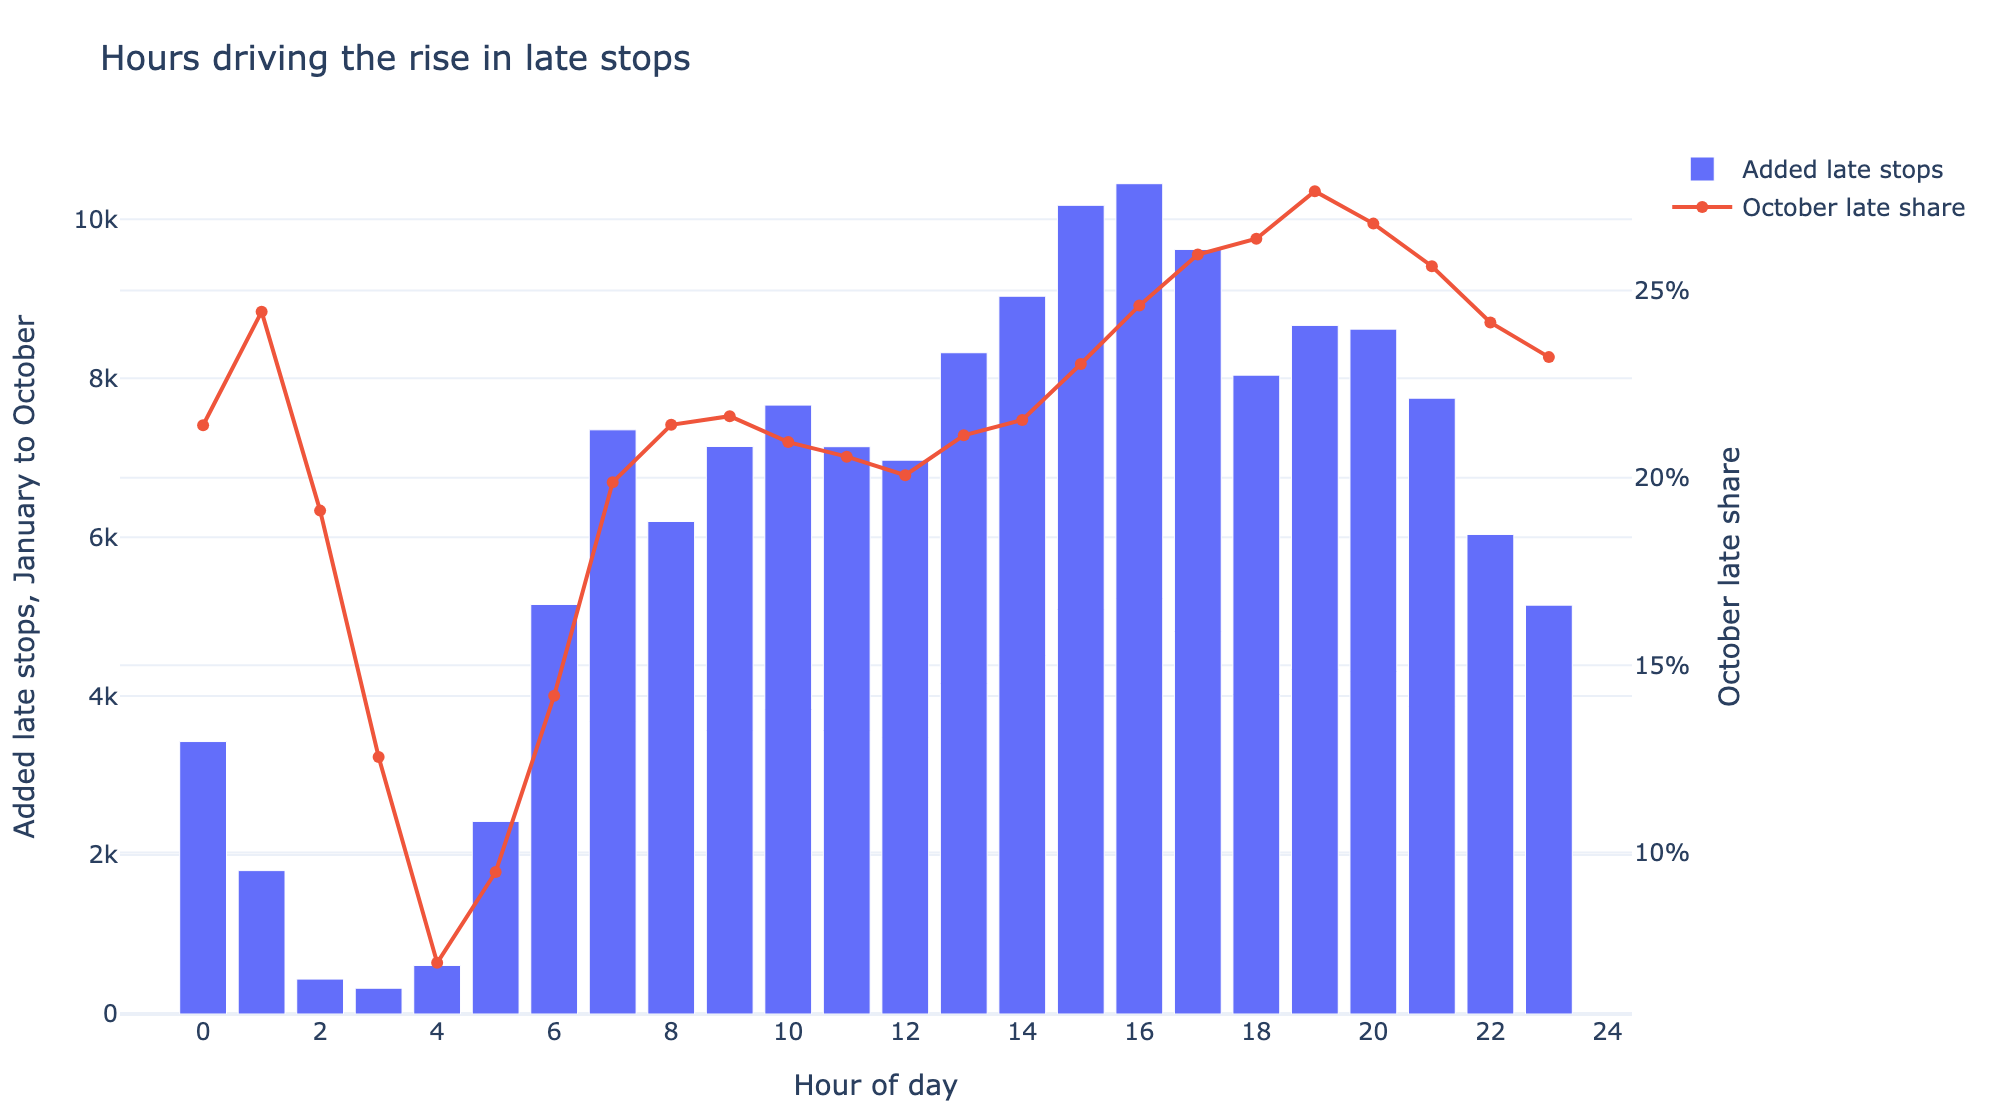 Hours driving the rise in late stops
Added late stops
October late share
10k
8k
6k
4k
2k
0
Added late stops, January to October
25%
20%
15%
10%
October late share
0 2 4 6 8 10 12 14 16 18 20 22 24
Hour of day